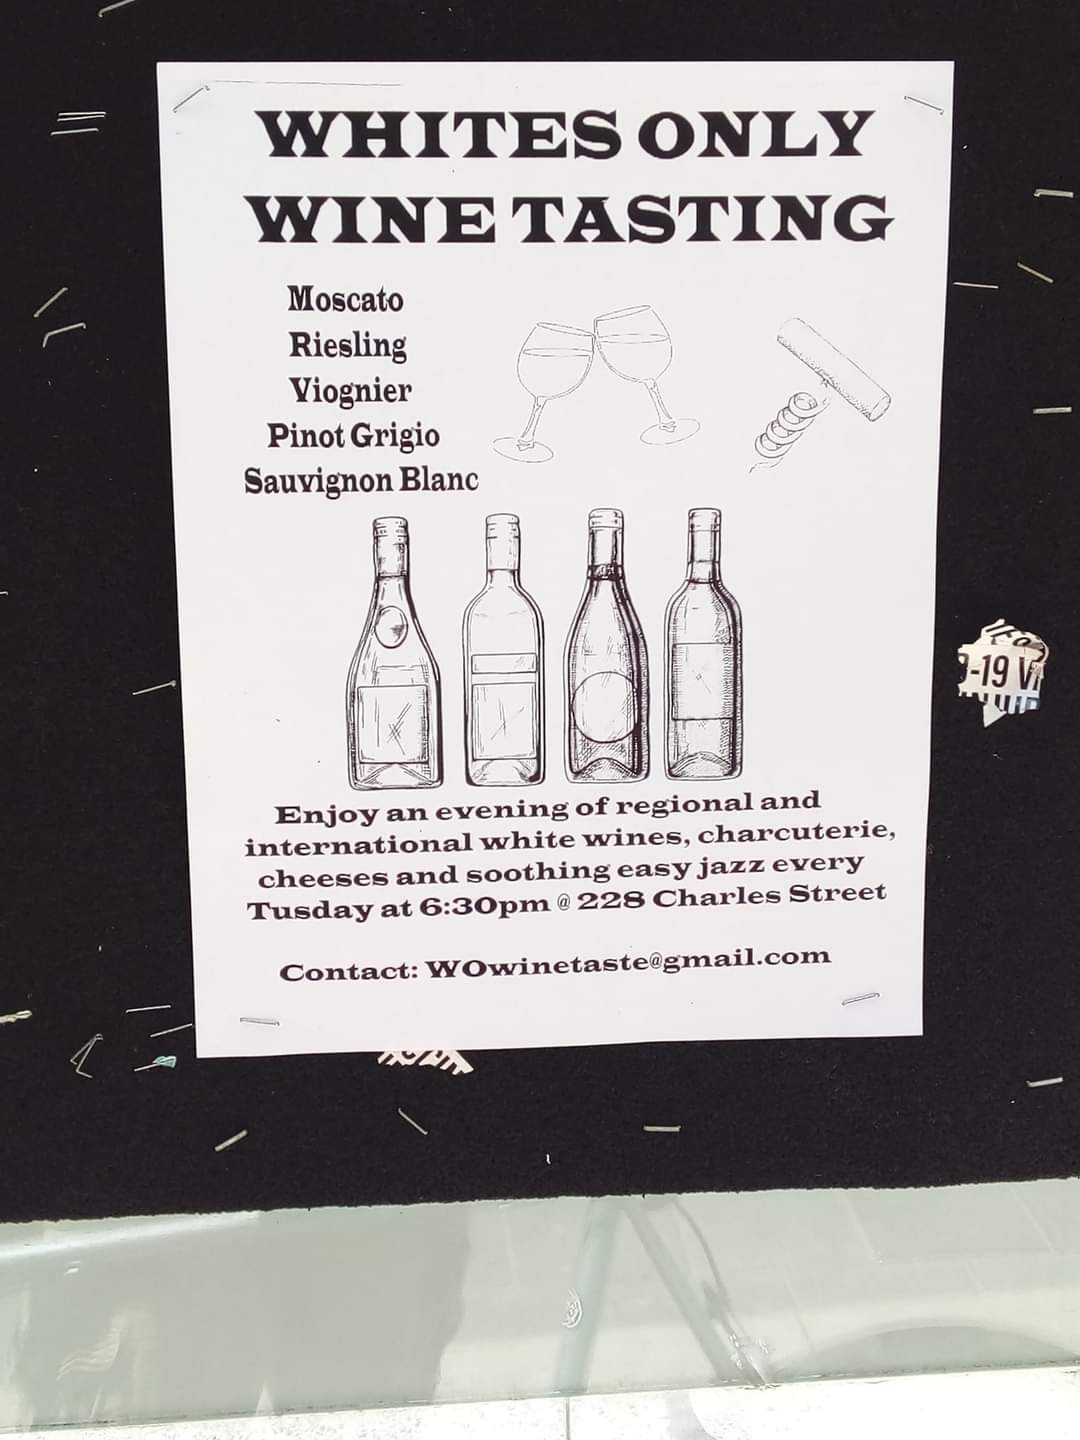 WHITES ONLY
WINE TASTING
Moscato
Riesling
Viognier
Pinot Grigio
Sauvignon Blanc
Enjoy an evening of regional and
international white wines, charcuterie,
cheeses and soothing easy jazz every
Tusday at 6:30pm @ 228 Charles Street
Contact: WOwinetaste@gmail.com
-19 V